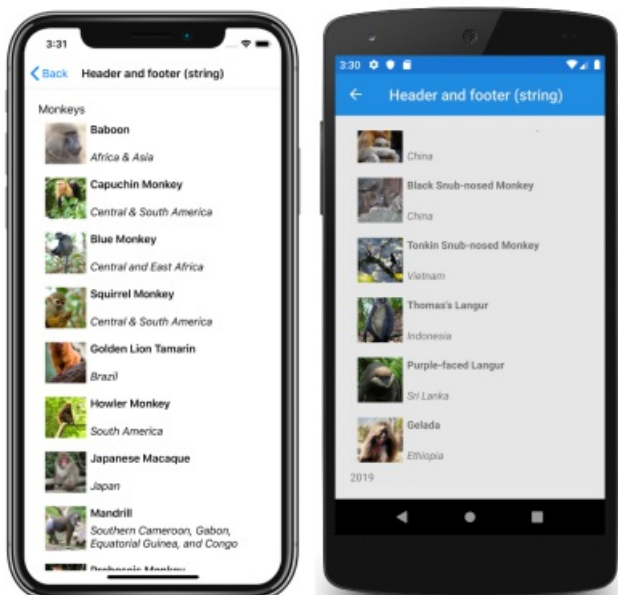 3:31
Back Header and footer (string)
Monkeys
Baboon
Africa & Asia
Capuchin Monkey
Central & South America
Blue Monkey
Central and East Africa
Squirrel Monkey
Central & South America
Golden Lion Tamarin
Brazil
Howler Monkey
South America
Japanese Macaque
Japan
Mandrill
Southern Cameroon, Gabon,
Equatorial Guinea, and Congo
3:30
Header and footer (string)
China
Black Snub-nosed Monkey
China
Tonkin Snub-nosed Monkey
Vietnam
Thomas's Langur
Indonesia
Purple-faced Langur
Sri Lanka
Gelada
Ethiopia
2019